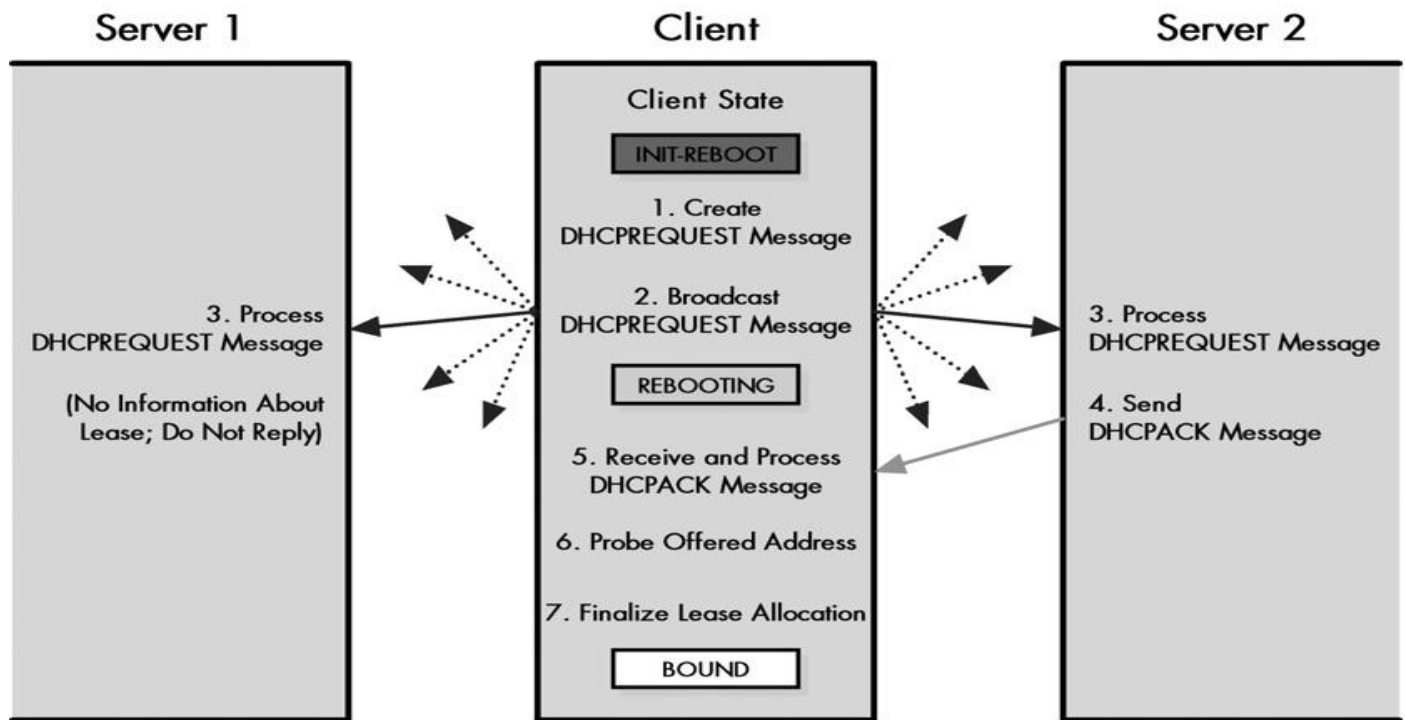 Server 1
Client
Server 2
Client State
INIT-REBOOT
1. Create
DHCPREQUEST Message
2. Broadcast
DHCPREQUEST Message
3. Process
DHCPREQUEST Message
3. Process
DHCPREQUEST Message
REBOOTING
(No Information About
Lease; Do Not Reply)
4. Send
DHCPACK Message
5. Receive and Process
DHCPACK Message
6. Probe Offered Address
7. Finalize Lease Allocation
BOUND